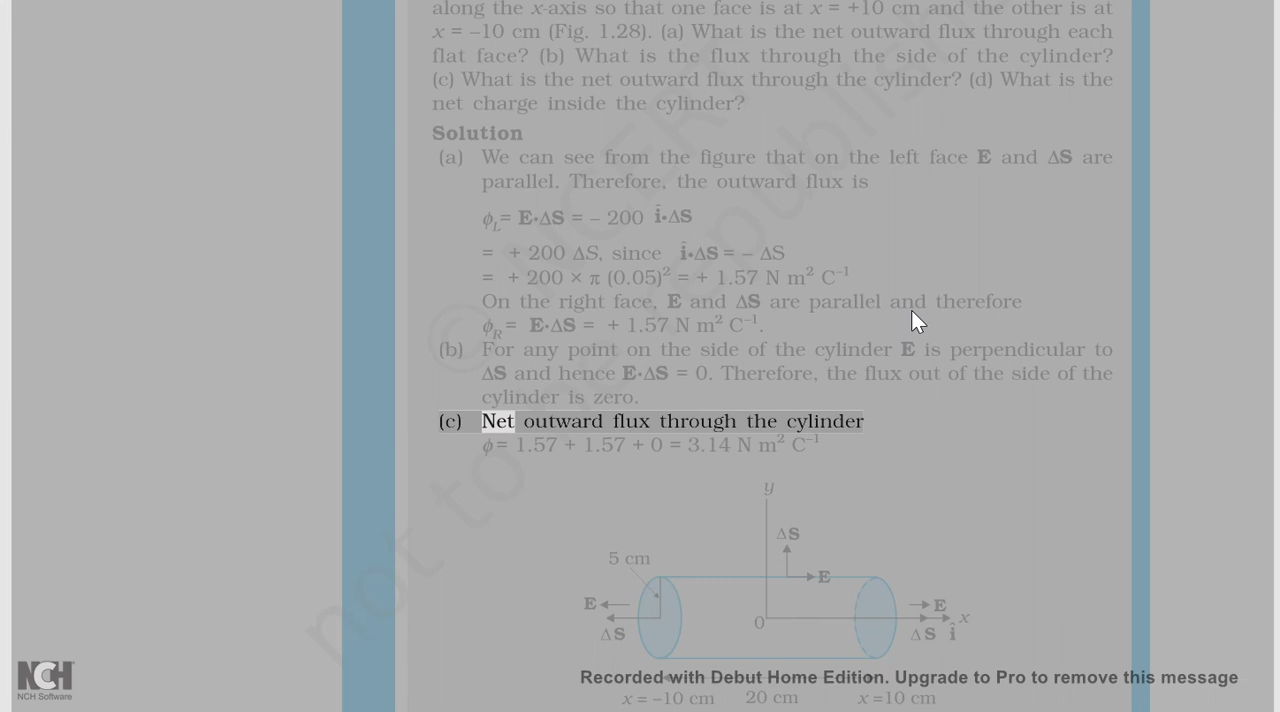 along the x-axis so that one face is at x = +10 cm and the other is at
x = –10 cm (Fig. 1.28). (a) What is the net outward flux through each
flat face? (b) What is the flux through the side of the cylinder?
(c) What is the net outward flux through the cylinder? (d) What is the
net charge inside the cylinder?
Solution
(a) We can see from the figure that on the left face E and ΔS are
parallel. Therefore, the outward flux is
ϕL = E·ΔS = – 200 î·ΔS
= + 200 ΔS, since î·ΔS = – ΔS
= + 200 × π (0.05)² = + 1.57 N m² C⁻¹
On the right face, E and ΔS are parallel and therefore
ϕR = E·ΔS = + 1.57 N m² C⁻¹.
(b) For any point on the side of the cylinder E is perpendicular to
ΔS and hence E·ΔS = 0. Therefore, the flux out of the side of the
cylinder is zero.
(c) Net outward flux through the cylinder
ϕ = 1.57 + 1.57 + 0 = 3.14 N m² C⁻¹
y
ΔS
5 cm
E
E
E
x
0
ΔS
ΔS î
NCH
NCH Software
Recorded with Debut Home Edition. Upgrade to Pro to remove this message
x = –10 cm 20 cm x =10 cm
© NCERT
not to be republished